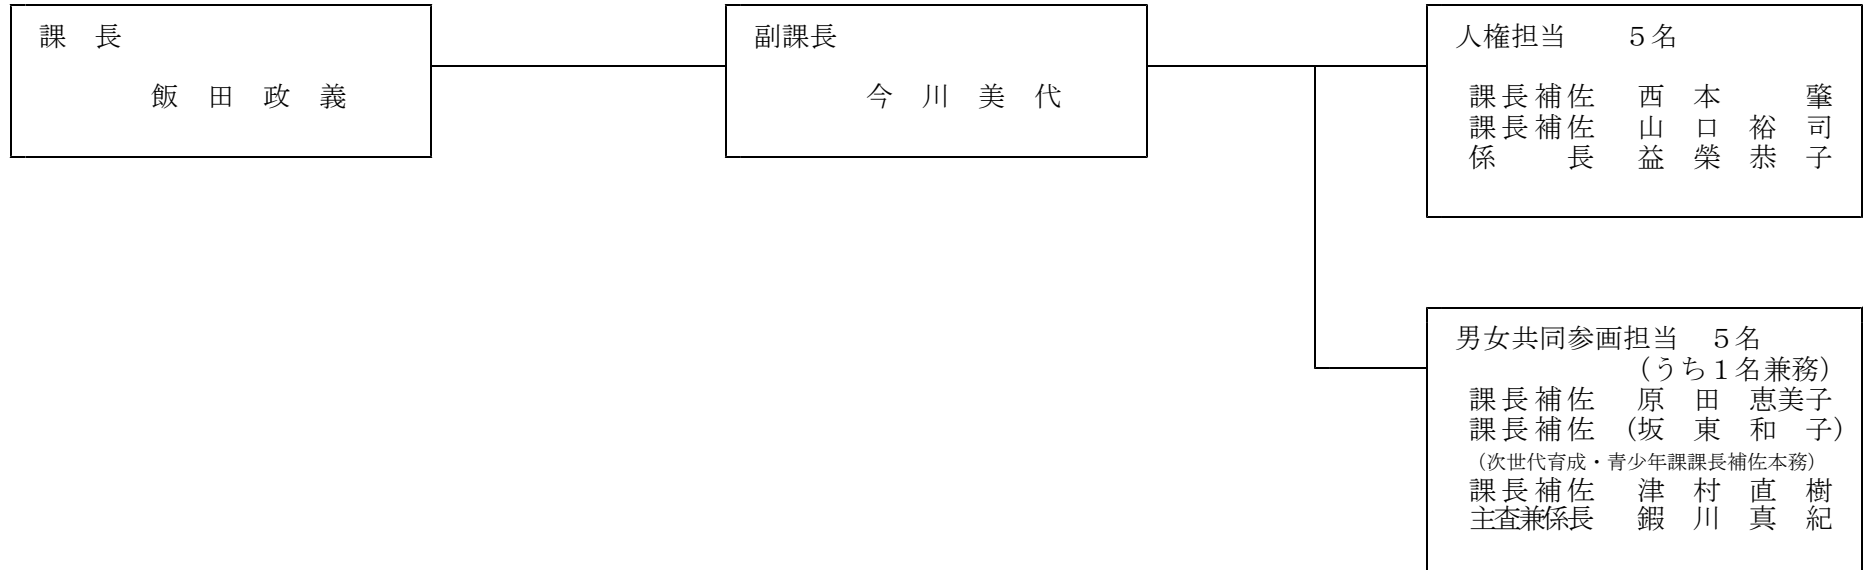 課　長
飯　田　政　義
副課長
今　川　美　代
人権担当　　５名
課長補佐　西　本　　　肇
課長補佐　山　口　裕　司
係　　長　益　榮　恭　子
男女共同参画担当　５名
（うち１名兼務）
課長補佐　原　田　恵美子
課長補佐（坂　東　和　子）
（次世代育成・青少年課課長補佐本務）
課長補佐　津　村　直　樹
主査兼係長　鍜　川　真　紀